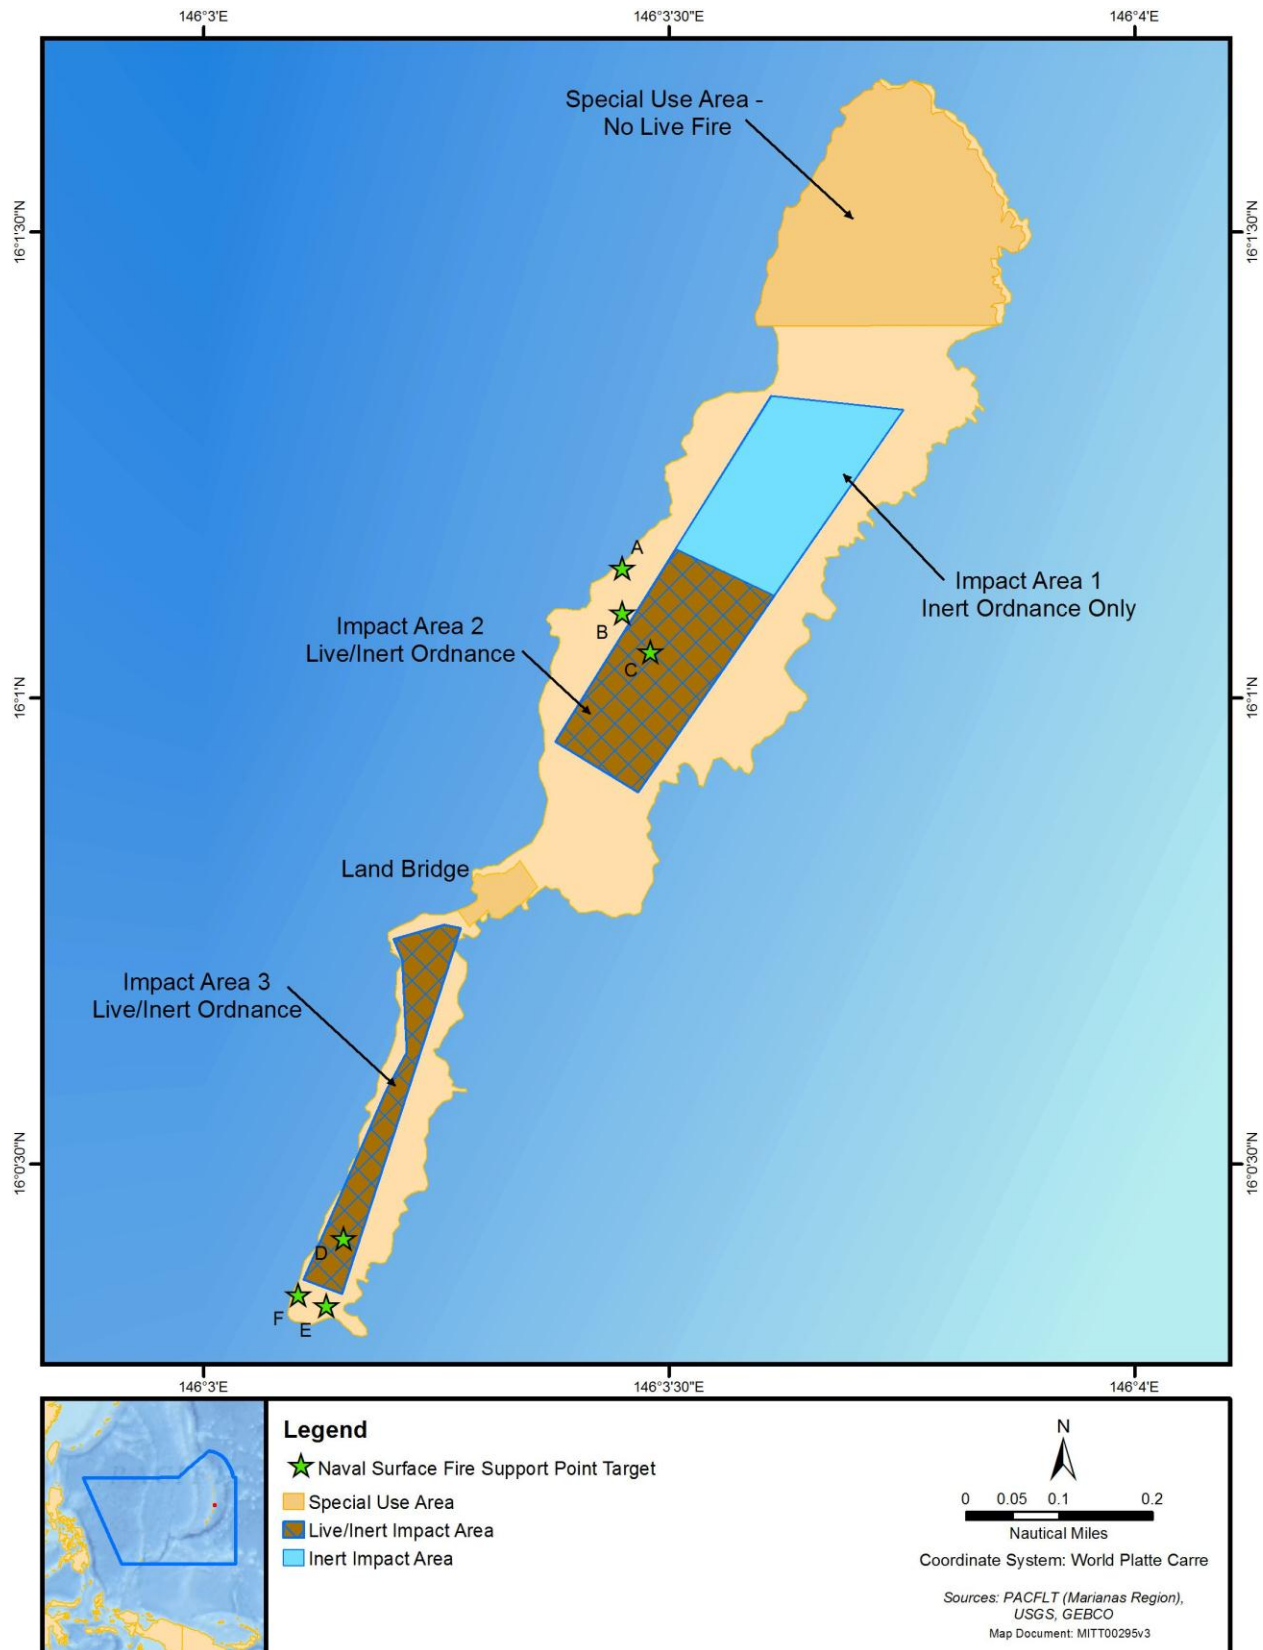 146°3'E
146°3'30"E
146°4'E
Special Use Area -
No Live Fire
16°1'30"N
16°1'30"N
A
Impact Area 1
Inert Ordnance Only
Impact Area 2
Live/Inert Ordnance
B
C
16°1'N
16°1'N
Land Bridge
Impact Area 3
Live/Inert Ordnance
16°0'30"N
16°0'30"N
D
F
E
146°3'E
146°3'30"E
146°4'E
Legend
Naval Surface Fire Support Point Target
Special Use Area
Live/Inert Impact Area
Inert Impact Area
N
0 0.05 0.1 0.2
Nautical Miles
Coordinate System: World Platte Carre
Sources: PACFLT (Marianas Region),
USGS, GEBCO
Map Document: MITT00295v3